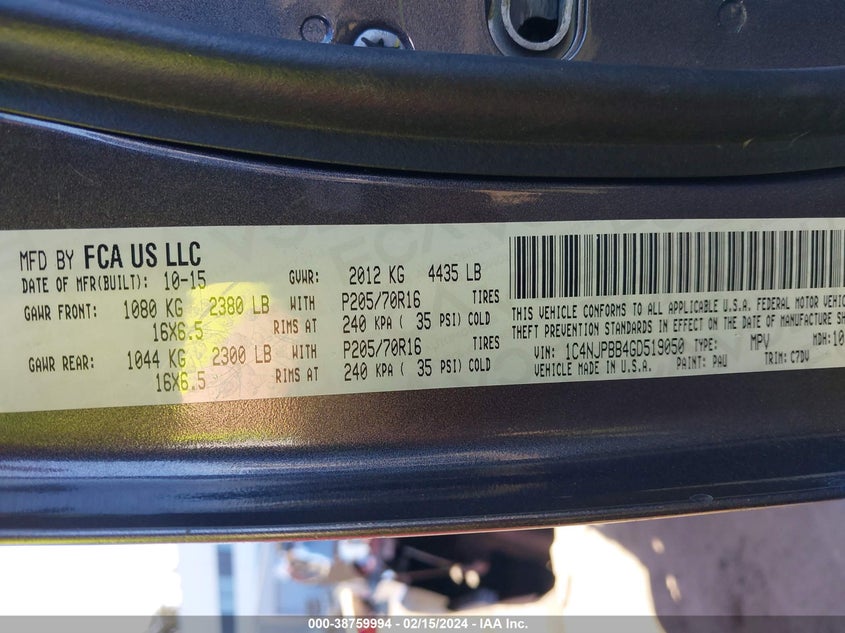 MFD BY FCA US LLC
DATE OF MFR(BUILT): 10-15 GVWR: 2012 KG 4435 LB
GAWR FRONT: 1080 KG 2380 LB WITH P205/70R16 TIRES
16X6.5 RIMS AT 240 KPA ( 35 PSI) COLD
GAWR REAR: 1044 KG 2300 LB WITH P205/70R16 TIRES
16X6.5 RIMS AT 240 KPA ( 35 PSI) COLD
THIS VEHICLE CONFORMS TO ALL APPLICABLE U.S.A. FEDERAL MOTOR VEHIC
THEFT PREVENTION STANDARDS IN EFFECT ON THE DATE OF MANUFACTURE SH
VIN: 1C4NJPBB4GD519050 TYPE: MPV MDH: 10
VEHICLE MADE IN U.S.A. PAINT: PAU TRIM: C7DV
000-38759994 - 02/15/2024 - IAA Inc.